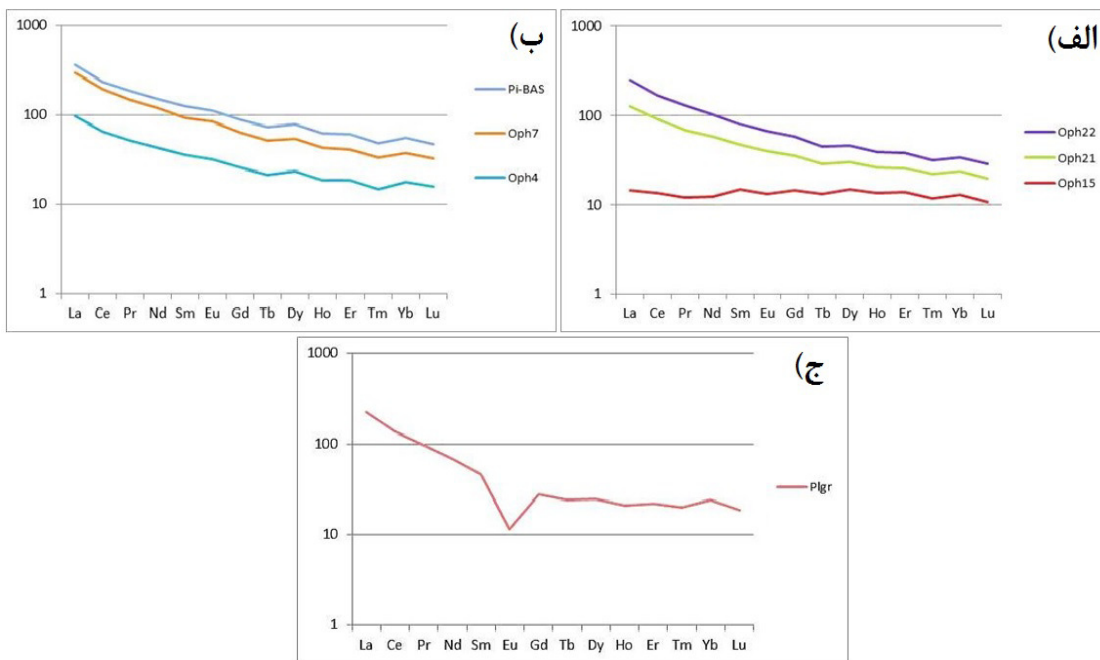 الف)
1000
100
10
1
La Ce Pr Nd Sm Eu Gd Tb Dy Ho Er Tm Yb Lu
Oph22
Oph21
Oph15
ب)
1000
100
10
1
La Ce Pr Nd Sm Eu Gd Tb Dy Ho Er Tm Yb Lu
Pi-BAS
Oph7
Oph4
ج)
1000
100
10
1
La Ce Pr Nd Sm Eu Gd Tb Dy Ho Er Tm Yb Lu
Plgr